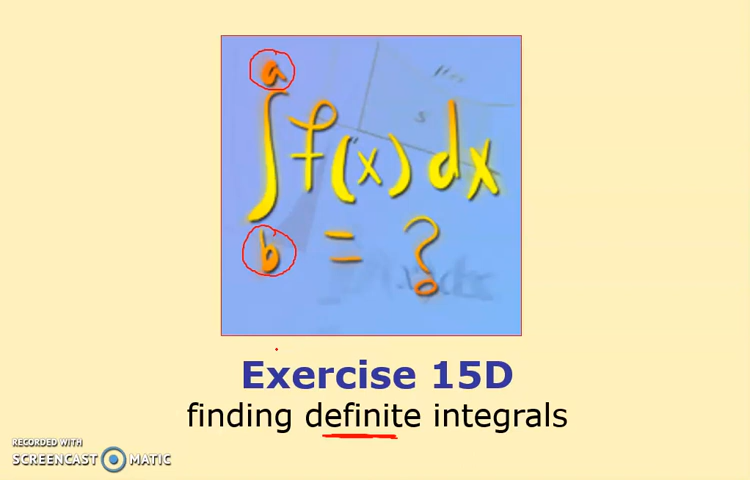 a
∫ f(x) dx
b = ?
Exercise 15D
finding definite integrals
RECORDED WITH
SCREENCAST MATIC